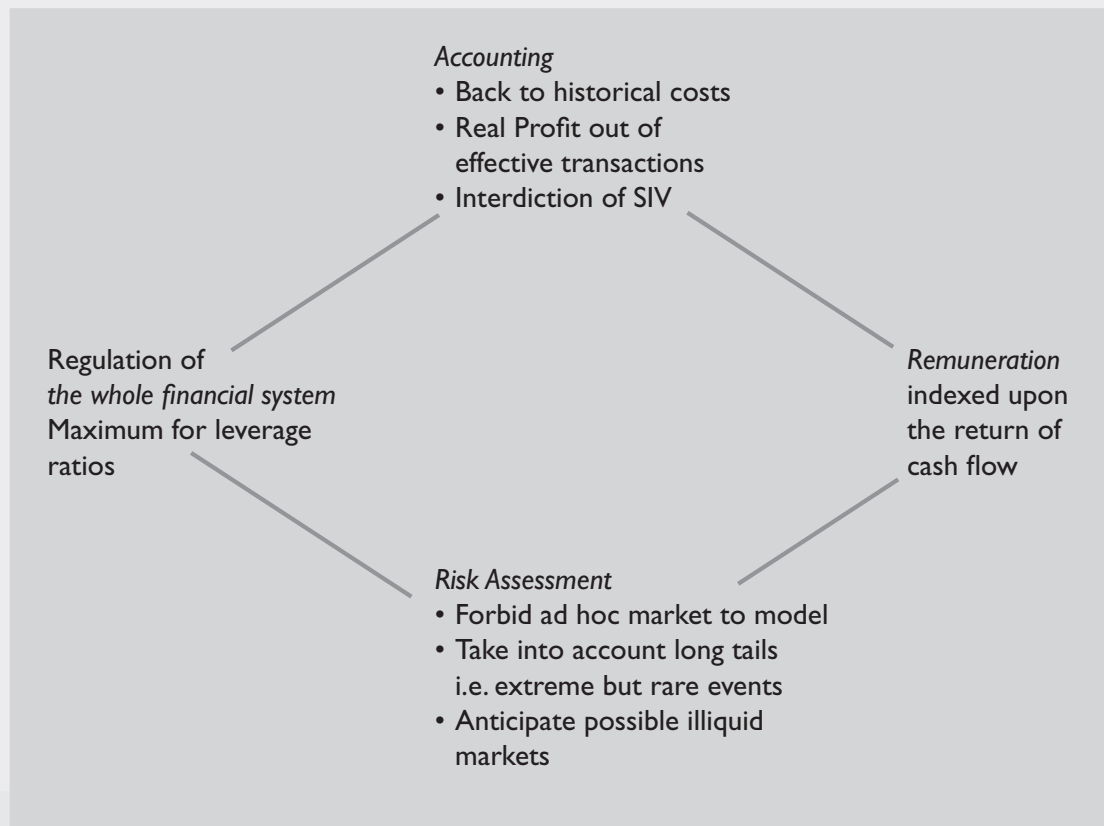 Accounting
• Back to historical costs
• Real Profit out of
effective transactions
• Interdiction of SIV
Regulation of
the whole financial system
Maximum for leverage
ratios
Remuneration
indexed upon
the return of
cash flow
Risk Assessment
• Forbid ad hoc market to model
• Take into account long tails
i.e. extreme but rare events
• Anticipate possible illiquid
markets